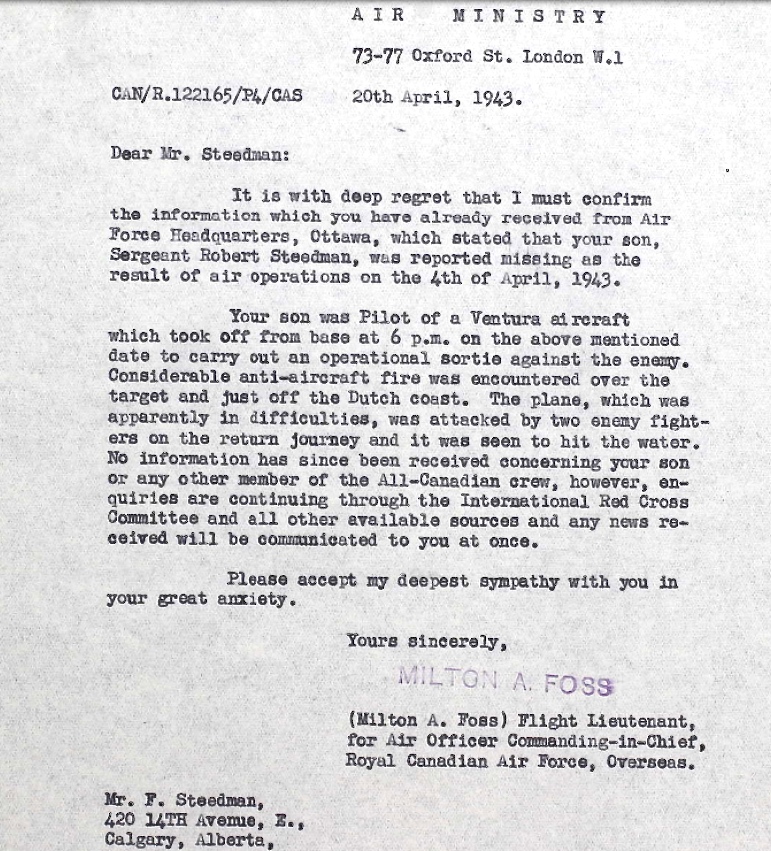 AIR MINISTRY
73-77 Oxford St. London W.1
CAN/R.122165/P4/CAS 20th April, 1943.
Dear Mr. Steedman:
It is with deep regret that I must confirm
the information which you have already received from Air
Force Headquarters, Ottawa, which stated that your son,
Sergeant Robert Steedman, was reported missing as the
result of air operations on the 4th of April, 1943.
Your son was Pilot of a Ventura aircraft
which took off from base at 6 p.m. on the above mentioned
date to carry out an operational sortie against the enemy.
Considerable anti-aircraft fire was encountered over the
target and just off the Dutch coast. The plane, which was
apparently in difficulties, was attacked by two enemy fight-
ers on the return journey and it was seen to hit the water.
No information has since been received concerning your son
or any other member of the All-Canadian crew, however, en-
quiries are continuing through the International Red Cross
Committee and all other available sources and any news re-
ceived will be communicated to you at once.
Please accept my deepest sympathy with you in
your great anxiety.
Yours sincerely,
MILTON A. FOSS
(Milton A. Foss) Flight Lieutenant,
for Air Officer Commanding-in-Chief,
Royal Canadian Air Force, Overseas.
Mr. F. Steedman,
420 14TH Avenue, E.,
Calgary, Alberta,